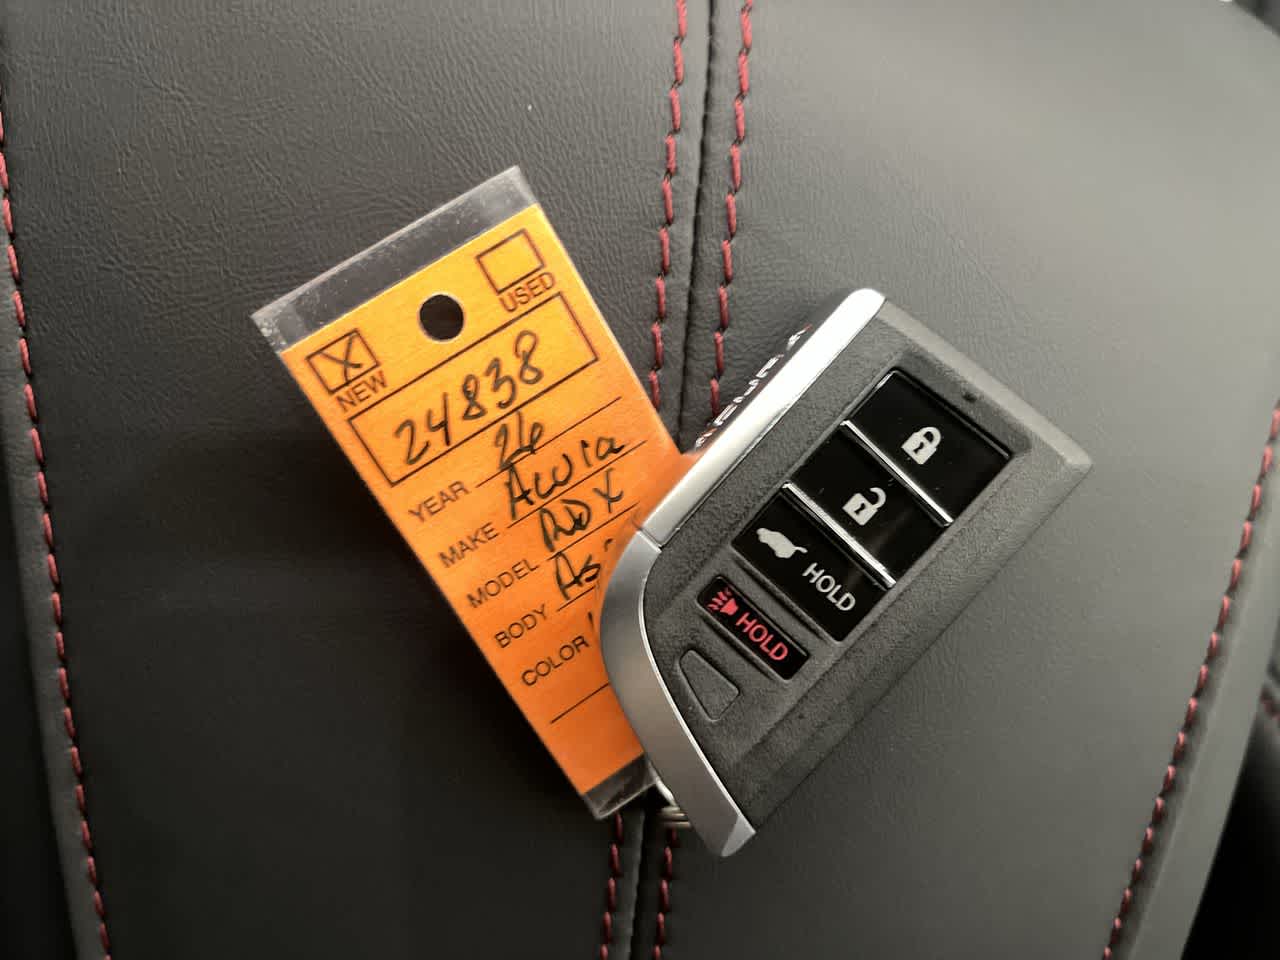 USED
X
NEW
24838
YEAR 26
MAKE Acura
MODEL RDX
BODY
COLOR
HOLD
HOLD